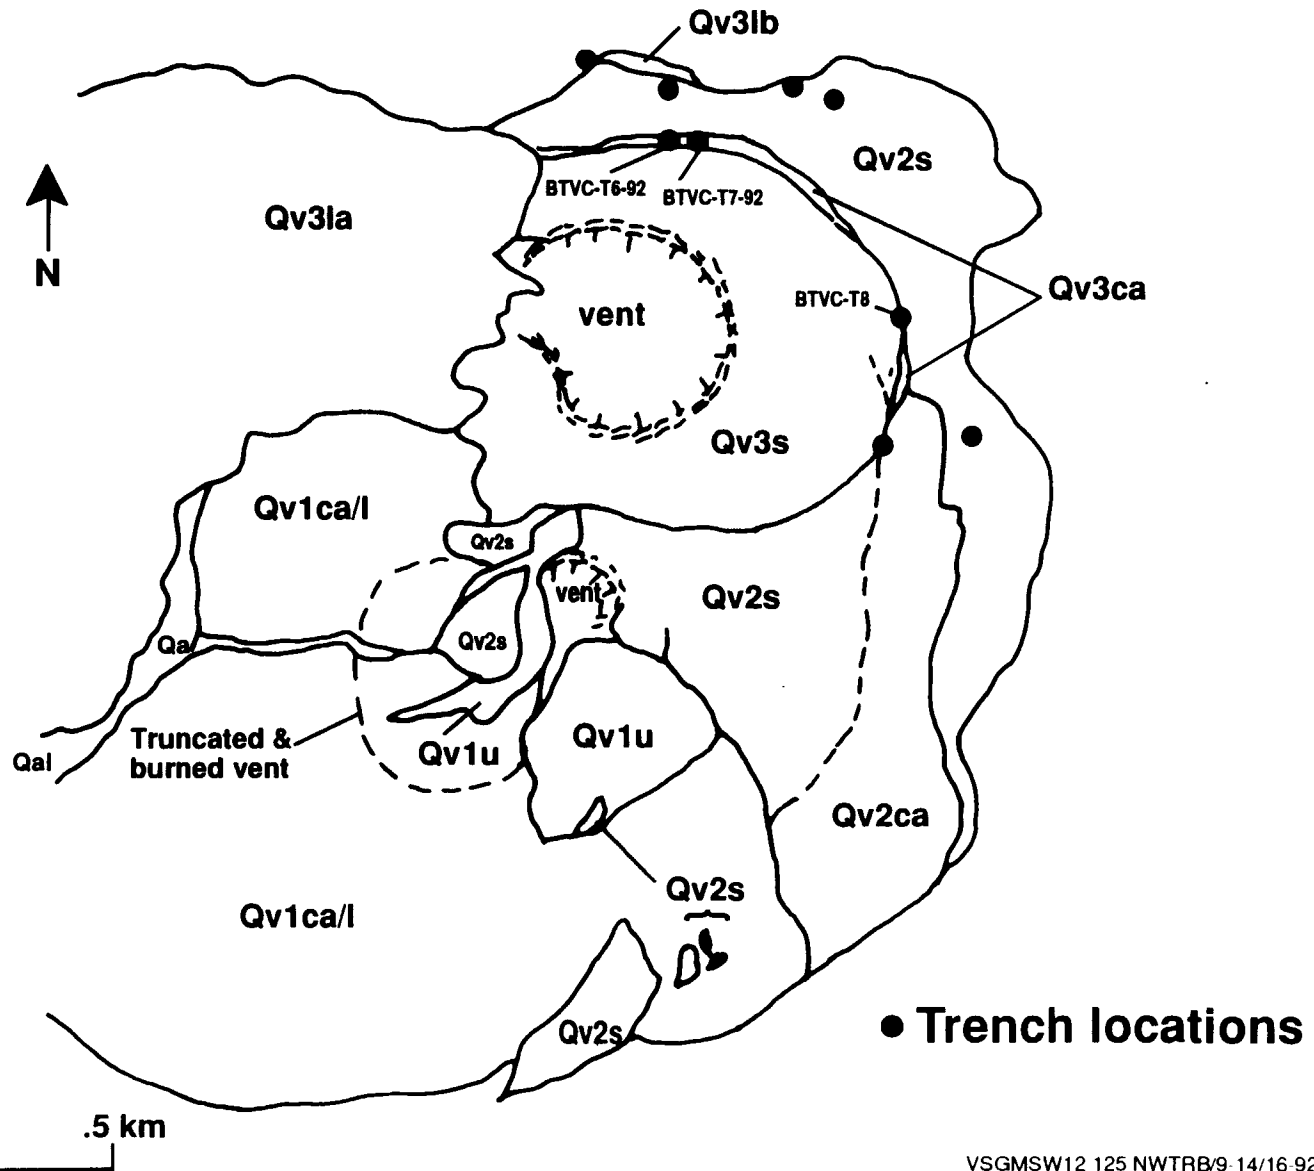 Qv3lb
Qv2s
BTVC-T6-92
BTVC-T7-92
Qv3la
N
Qv3ca
BTVC-T8
vent
Qv3s
Qv1ca/l
Qv2s
vent
Qv2s
Qv2s
Qa
Truncated &
burned vent
Qv1u
Qv1u
Qal
Qv2ca
Qv2s
Qv1ca/l
Qv2s
● Trench locations
.5 km
VSGMSW12 125 NWTRB/9-14/16-92